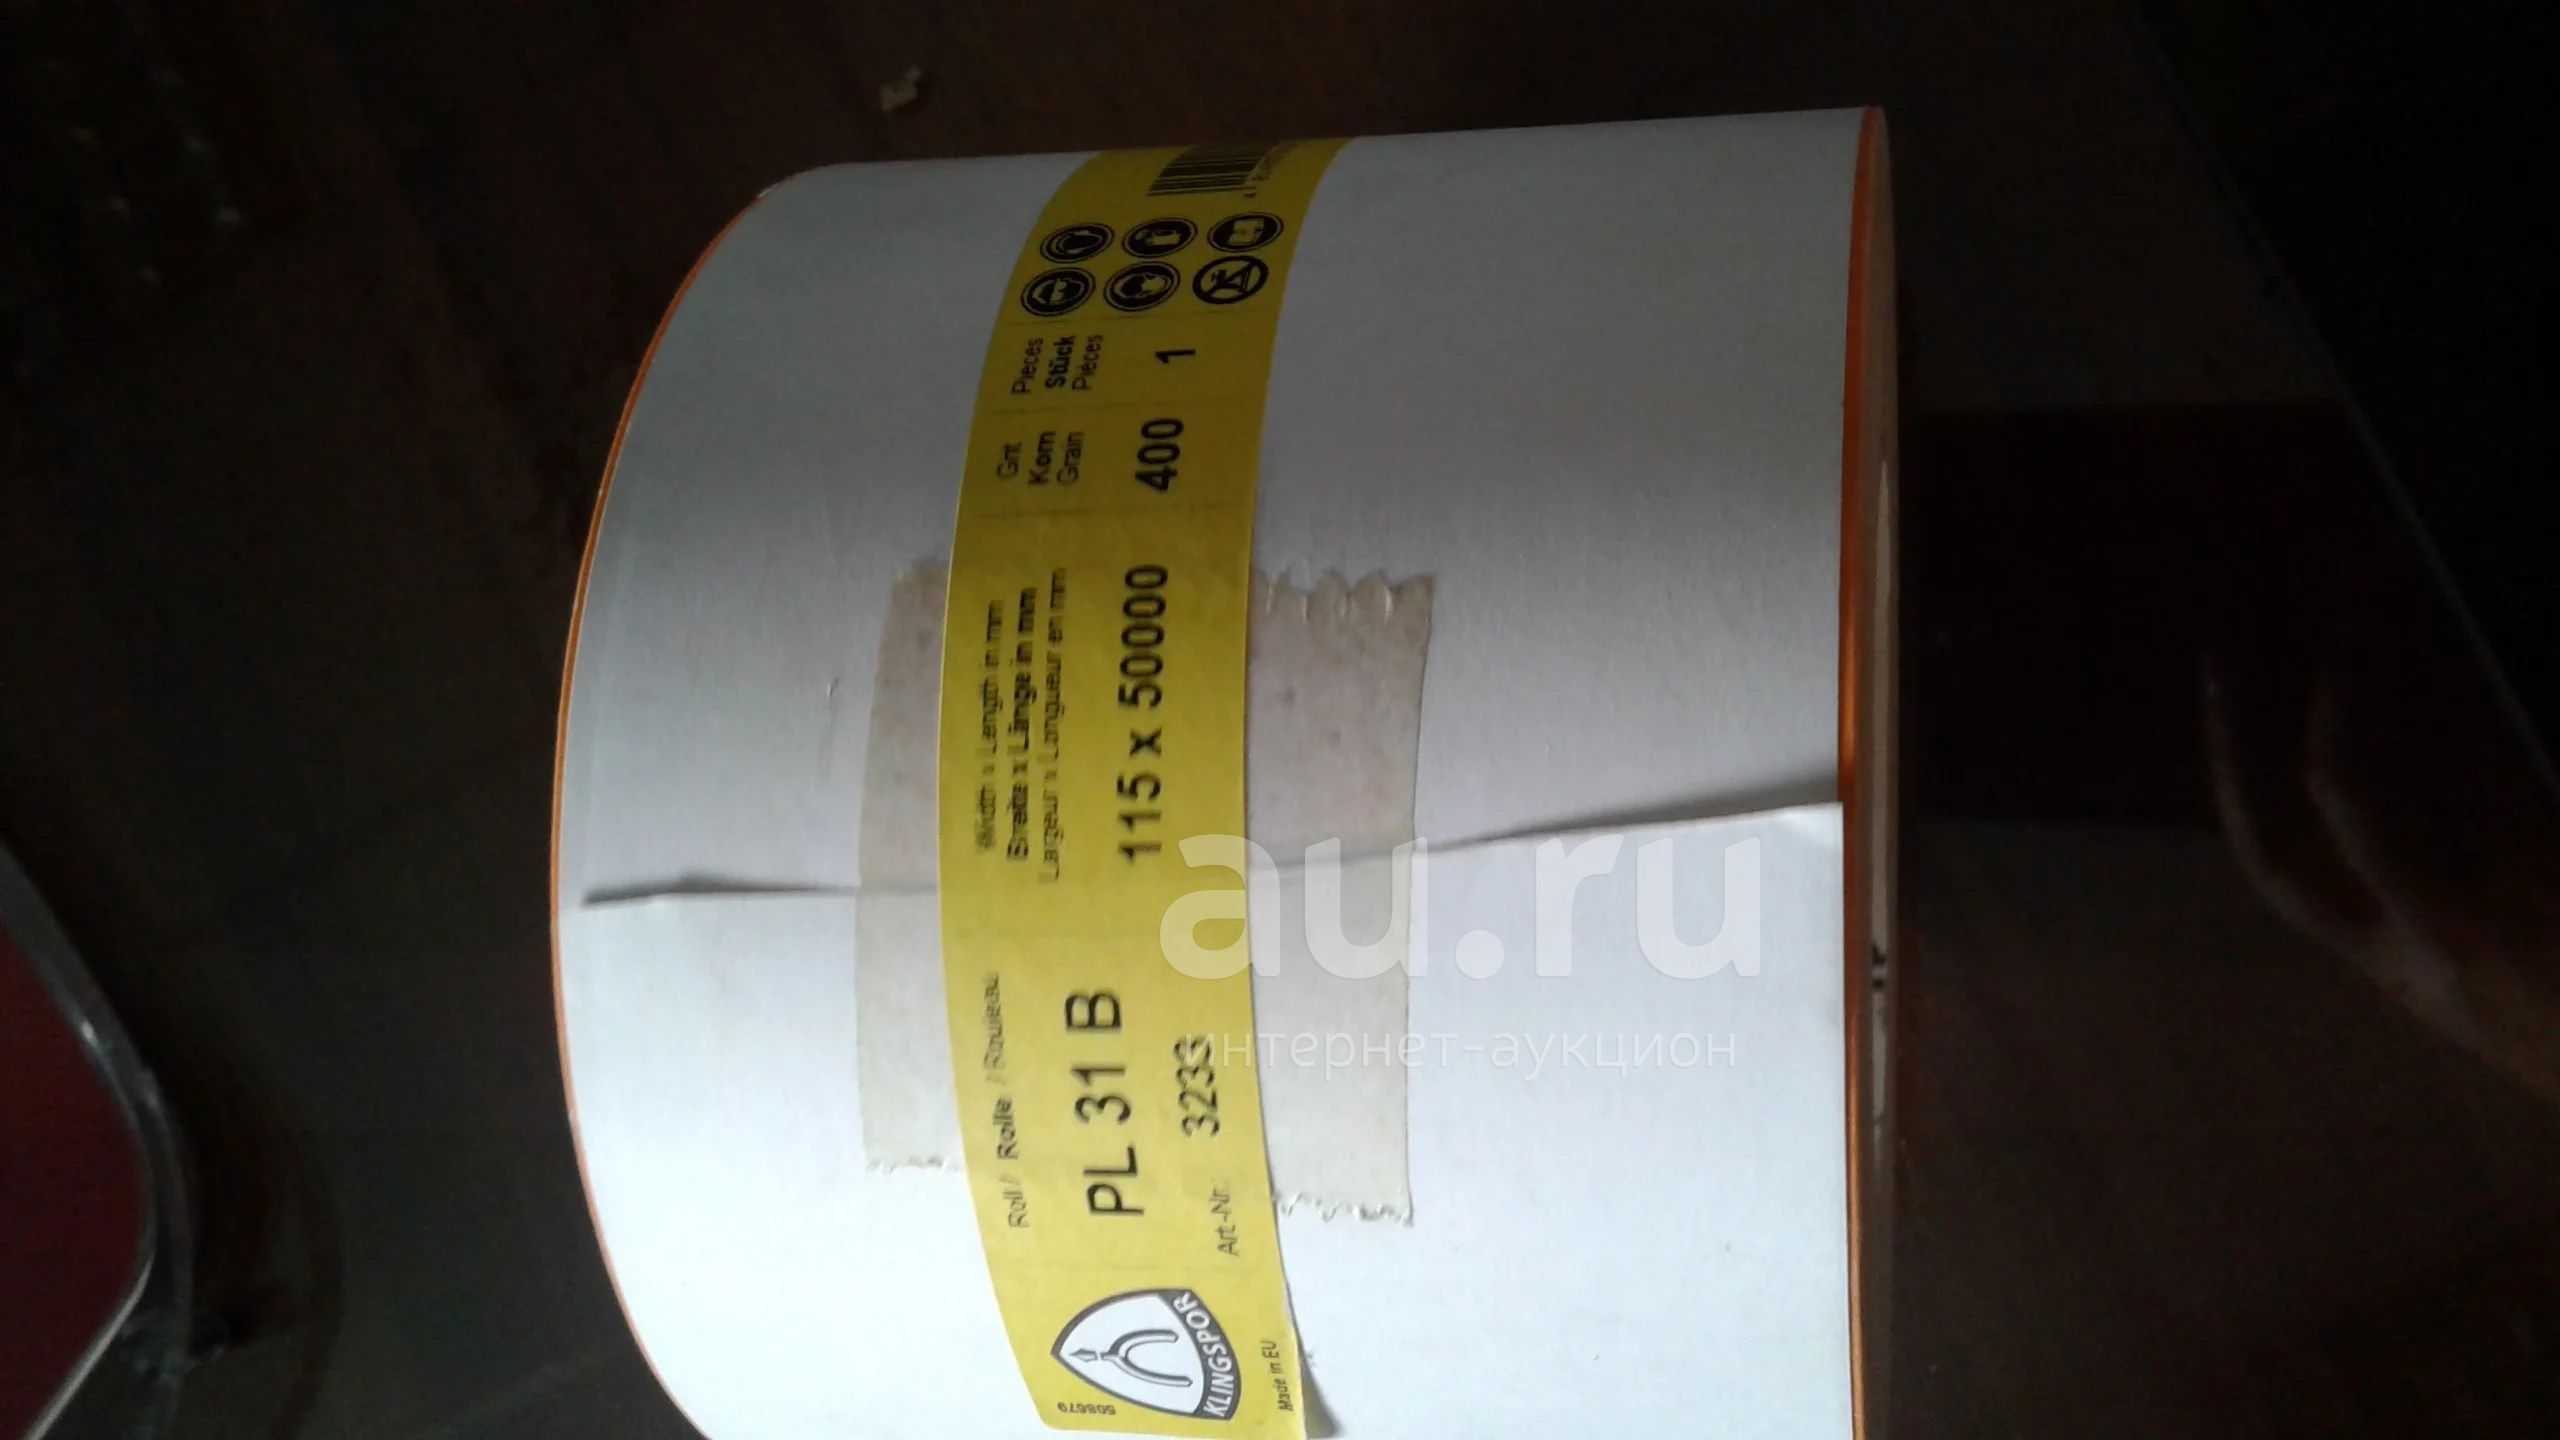 508679
KLINGSPOR
Made in EU
Roll / Rolle / Rouleau
PL 31 B
Art.-Nr.:
Width x Length in mm
Breite x Länge in mm
Largeur x Longueur en mm
115 x 50000
Grit
Korn
Grain
400
Pieces
Stück
Pièces
1
au.ru
интернет-аукцион